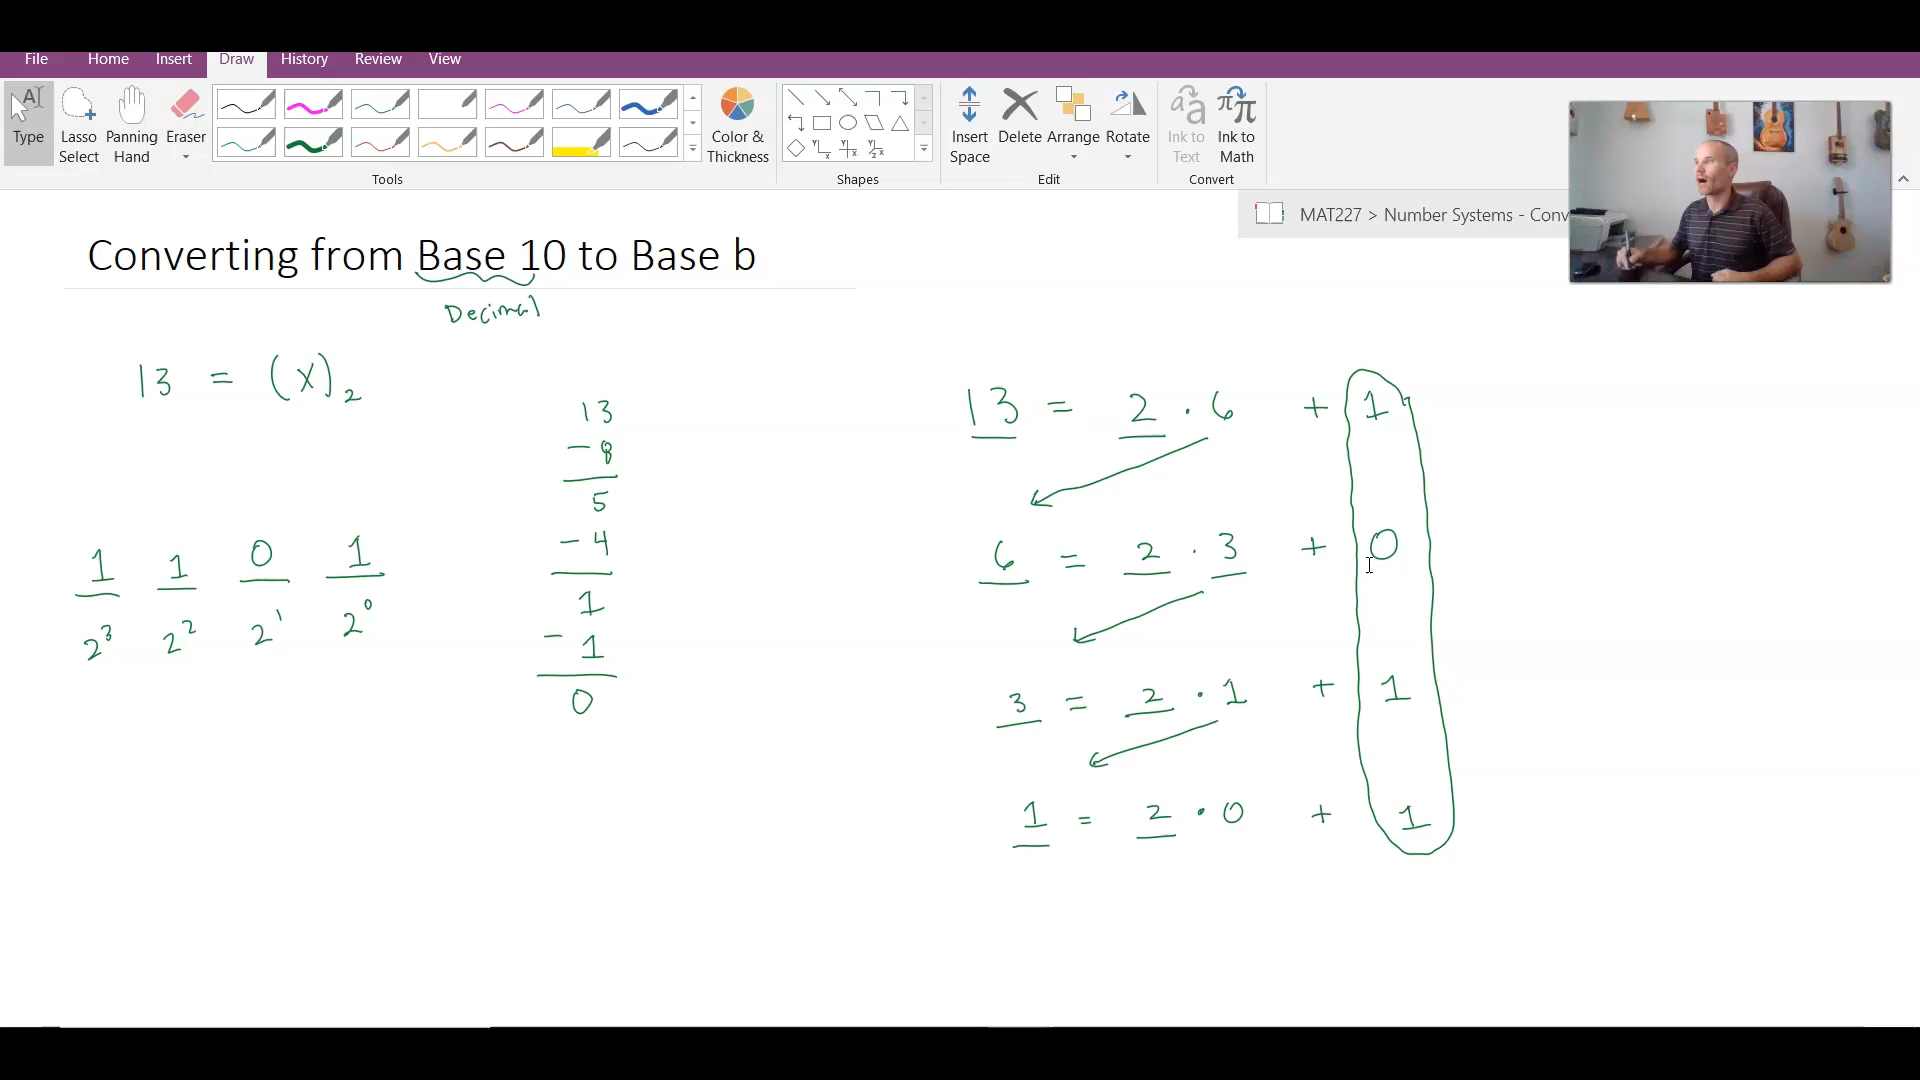 File Home Insert Draw History Review View
Type Lasso Select Panning Hand Eraser Color & Thickness Insert Space Delete Arrange Rotate Ink to Text Ink to Math
Tools Shapes Edit Convert
MAT227 > Number Systems - Conv
Converting from Base 10 to Base b
Decimal
13 = (X)₂
1 1 0 1
2³ 2² 2¹ 2⁰
13
- 8
5
- 4
1
- 1
0
13 = 2 · 6 + 1
6 = 2 · 3 + 0
3 = 2 · 1 + 1
1 = 2 · 0 + 1